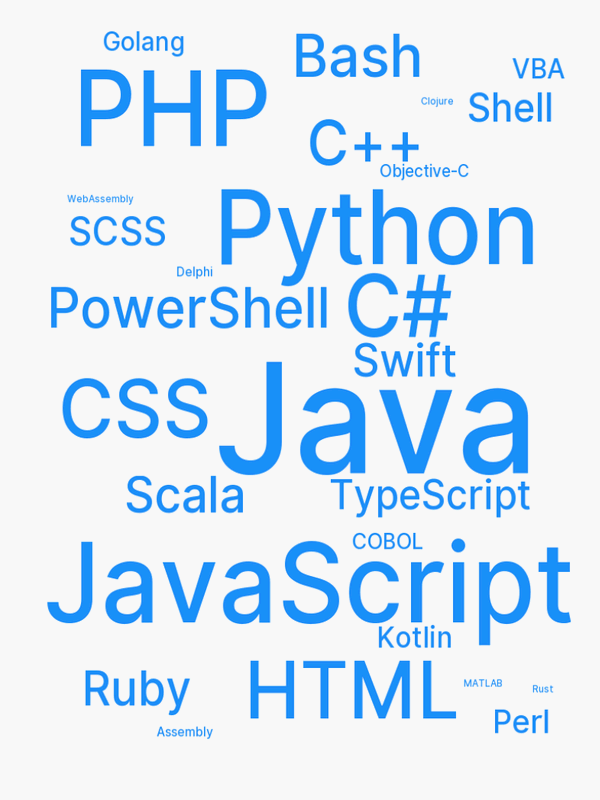 Golang
Bash
VBA
PHP
Clojure
Shell
C++
Objective-C
WebAssembly
SCSS
Python
Delphi
PowerShell
C#
Swift
CSS
Java
Scala
TypeScript
COBOL
JavaScript
Kotlin
Ruby
HTML
MATLAB
Rust
Perl
Assembly